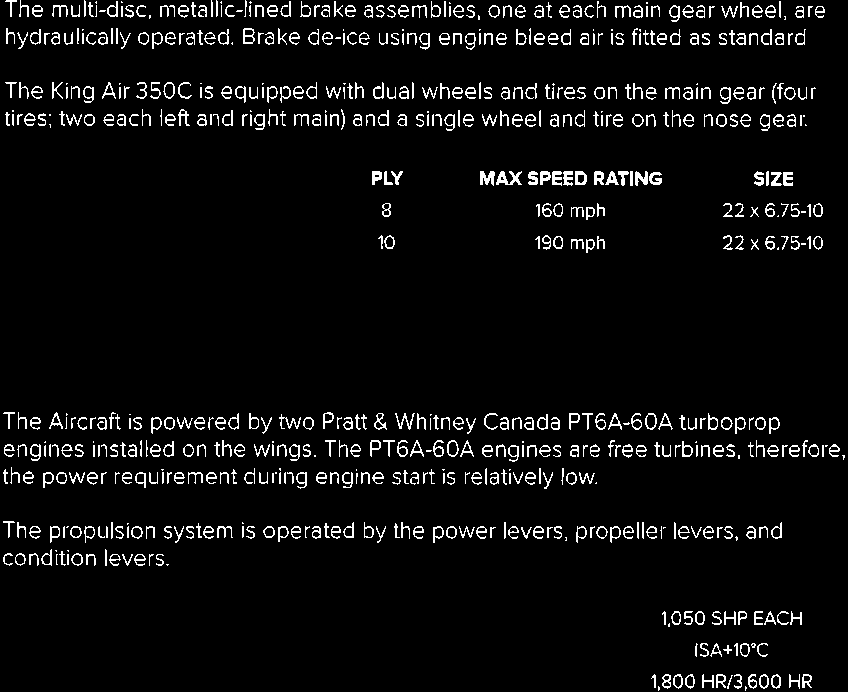 The multi-disc, metallic-lined brake assemblies, one at each main gear wheel, are
hydraulically operated. Brake de-ice using engine bleed air is fitted as standard
The King Air 350C is equipped with dual wheels and tires on the main gear (four
tires; two each left and right main) and a single wheel and tire on the nose gear.
PLY MAX SPEED RATING SIZE
8 160 mph 22 x 6.75-10
10 190 mph 22 x 6.75-10
The Aircraft is powered by two Pratt & Whitney Canada PT6A-60A turboprop
engines installed on the wings. The PT6A-60A engines are free turbines, therefore,
the power requirement during engine start is relatively low.
The propulsion system is operated by the power levers, propeller levers, and
condition levers.
1,050 SHP EACH
ISA+10°C
1,800 HR/3,600 HR